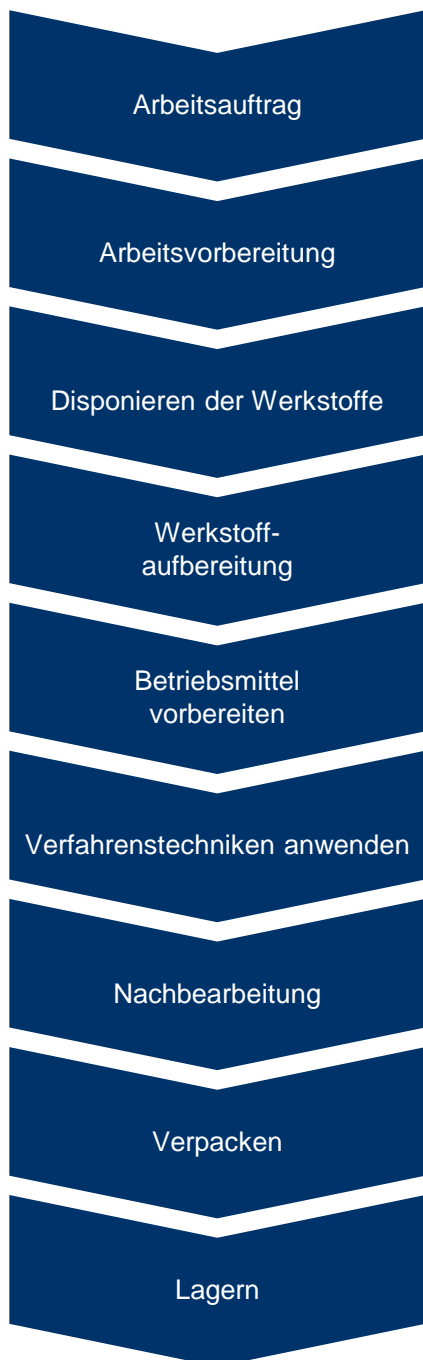 Arbeitsauftrag
Arbeitsvorbereitung
Disponieren der Werkstoffe
Werkstoff-
aufbereitung
Betriebsmittel
vorbereiten
Verfahrenstechniken anwenden
Nachbearbeitung
Verpacken
Lagern